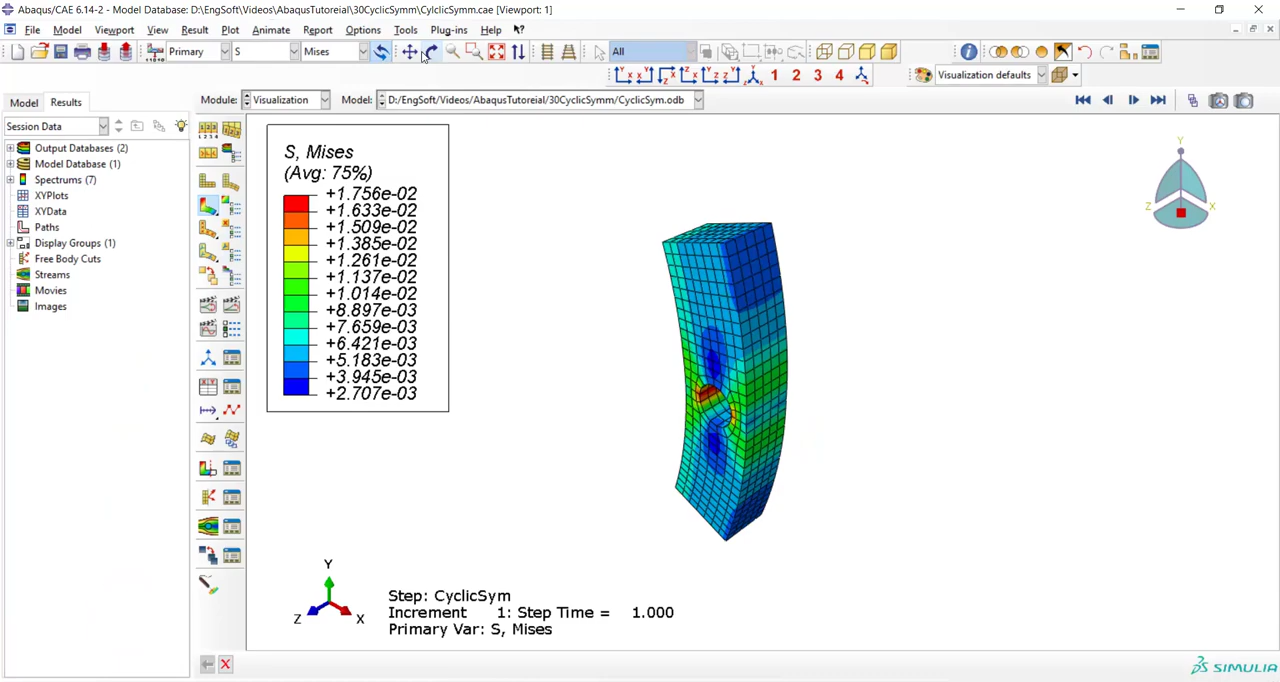 Abaqus/CAE 6.14-2 - Model Database: D:\EngSoft\Videos\AbaqusTutoreial\30CyclicSymm\CylclicSymm.cae [Viewport: 1]
File Model Viewport View Result Plot Animate Report Options Tools Plug-ins Help
Primary S Mises All
1 2 3 4 Visualization defaults
Model Results Module: Visualization Model: D:/EngSoft/Videos/AbaqusTutoreial/30CyclicSymm/CyclicSym.odb
Session Data
Output Databases (2)
Model Database (1)
Spectrums (7)
XYPlots
XYData
Paths
Display Groups (1)
Free Body Cuts
Streams
Movies
Images
S, Mises
(Avg: 75%)
+1.756e-02
+1.633e-02
+1.509e-02
+1.385e-02
+1.261e-02
+1.137e-02
+1.014e-02
+8.897e-03
+7.659e-03
+6.421e-03
+5.183e-03
+3.945e-03
+2.707e-03
Y
Z X
Y
Z X
Step: CyclicSym
Increment 1: Step Time = 1.000
Primary Var: S, Mises
SIMULIA